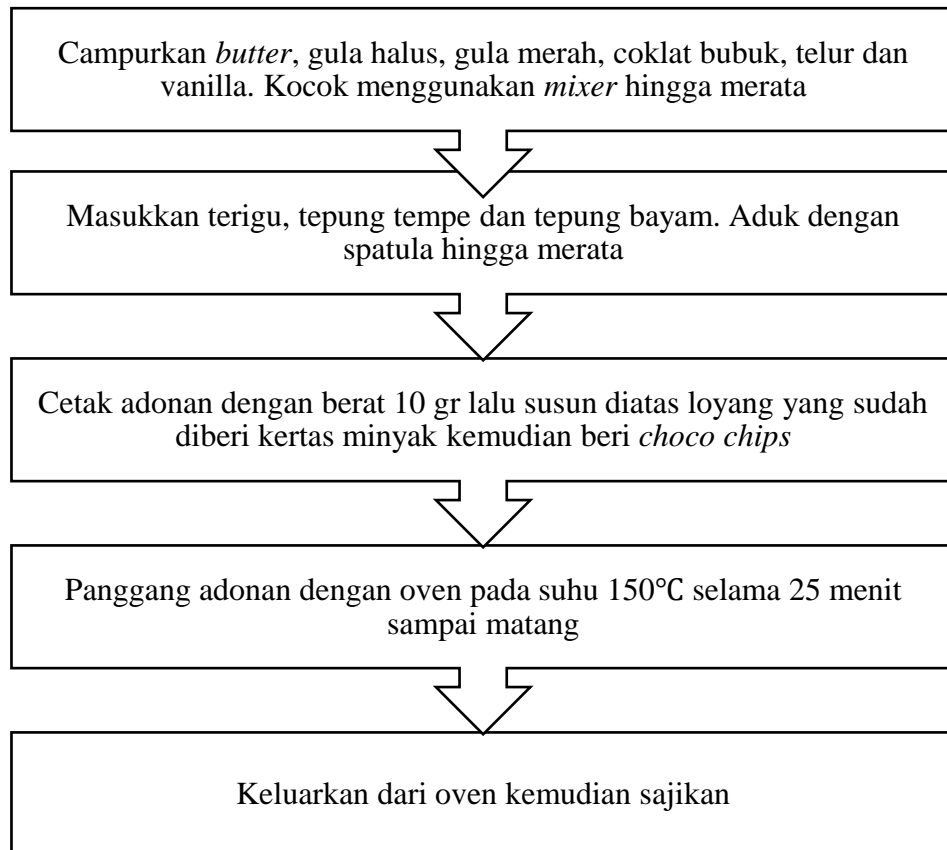 Campurkan butter, gula halus, gula merah, coklat bubuk, telur dan
vanilla. Kocok menggunakan mixer hingga merata
Masukkan terigu, tepung tempe dan tepung bayam. Aduk dengan
spatula hingga merata
Cetak adonan dengan berat 10 gr lalu susun diatas loyang yang sudah
diberi kertas minyak kemudian beri choco chips
Panggang adonan dengan oven pada suhu 150℃ selama 25 menit
sampai matang
Keluarkan dari oven kemudian sajikan